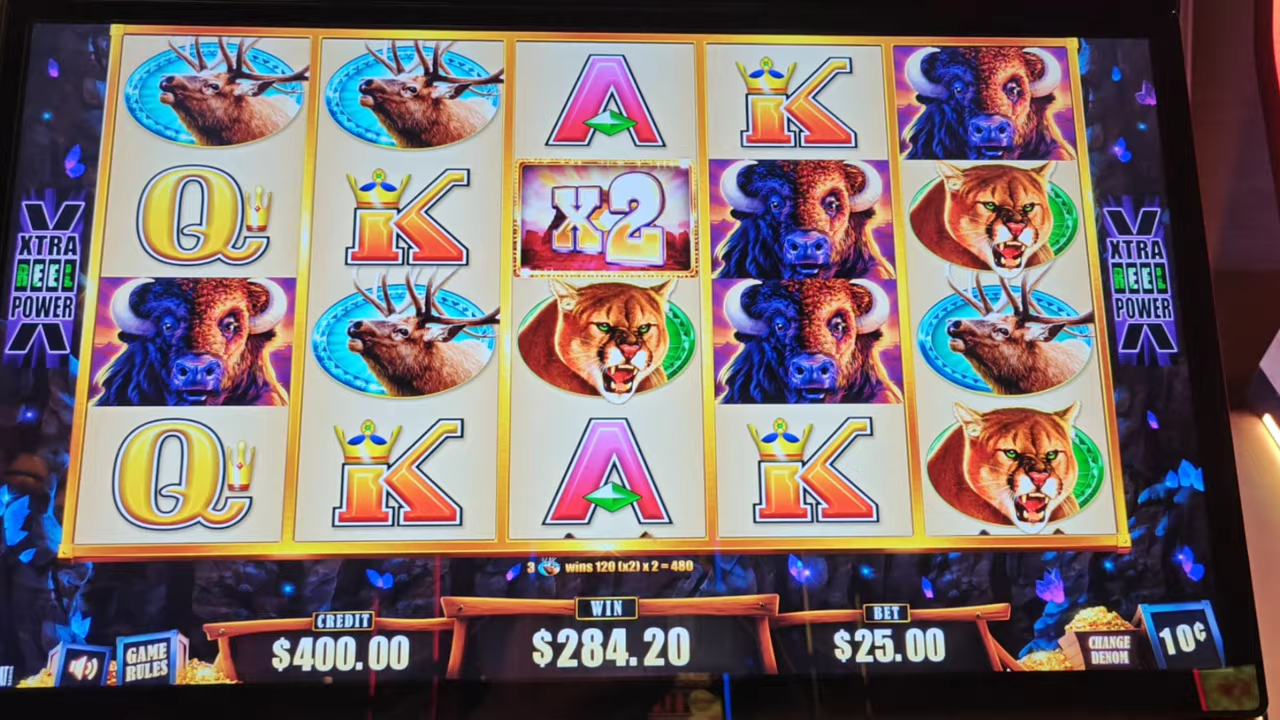 A K
Q K X2
Q K A K
XTRA
REEL
POWER
XTRA
REEL
POWER
3 wins 120 (x2) x 2 = 480
CREDIT
$400.00
WIN
$284.20
BET
$25.00
GAME
RULES
CHANGE
DENOM
10¢